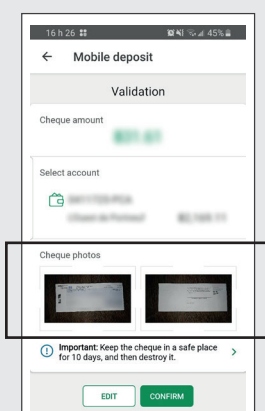 16 h 26
45%
← Mobile deposit
Validation
Cheque amount
Select account
Cheque photos
Important: Keep the cheque in a safe place
for 10 days, and then destroy it.
EDIT CONFIRM